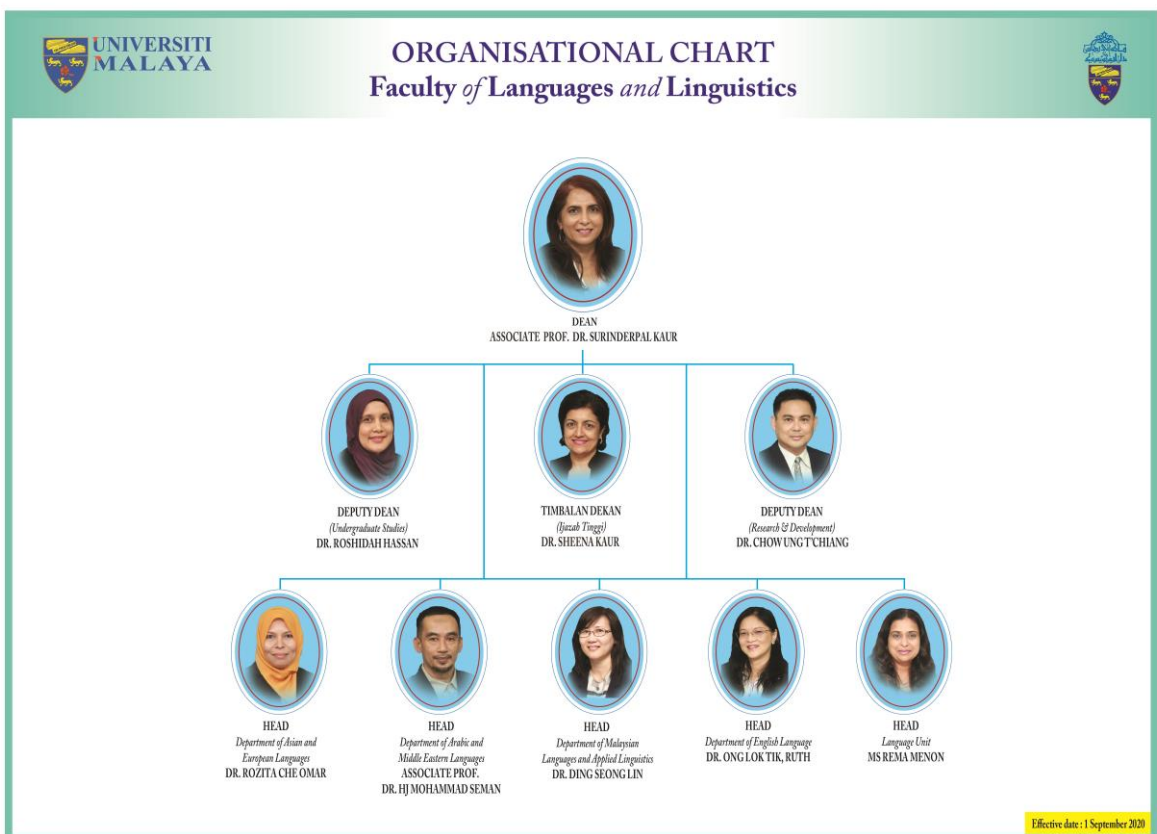 UNIVERSITI
MALAYA
ORGANISATIONAL CHART
Faculty of Languages and Linguistics
DEAN
ASSOCIATE PROF. DR. SURINDERPAL KAUR
DEPUTY DEAN
(Undergraduate Studies)
DR. ROSHIDAH HASSAN
TIMBALAN DEKAN
(Ijazah Tinggi)
DR. SHEENA KAUR
DEPUTY DEAN
(Research & Development)
DR. CHOW UNG T'CHIANG
HEAD
Department of Asian and
European Languages
DR. ROZITA CHE OMAR
HEAD
Department of Arabic and
Middle Eastern Languages
ASSOCIATE PROF.
DR. HJ MOHAMMAD SEMAN
HEAD
Department of Malaysian
Languages and Applied Linguistics
DR. DING SEONG LIN
HEAD
Department of English Language
DR. ONG LOK TIK, RUTH
HEAD
Language Unit
MS REMA MENON
Effective date : 1 September 2020